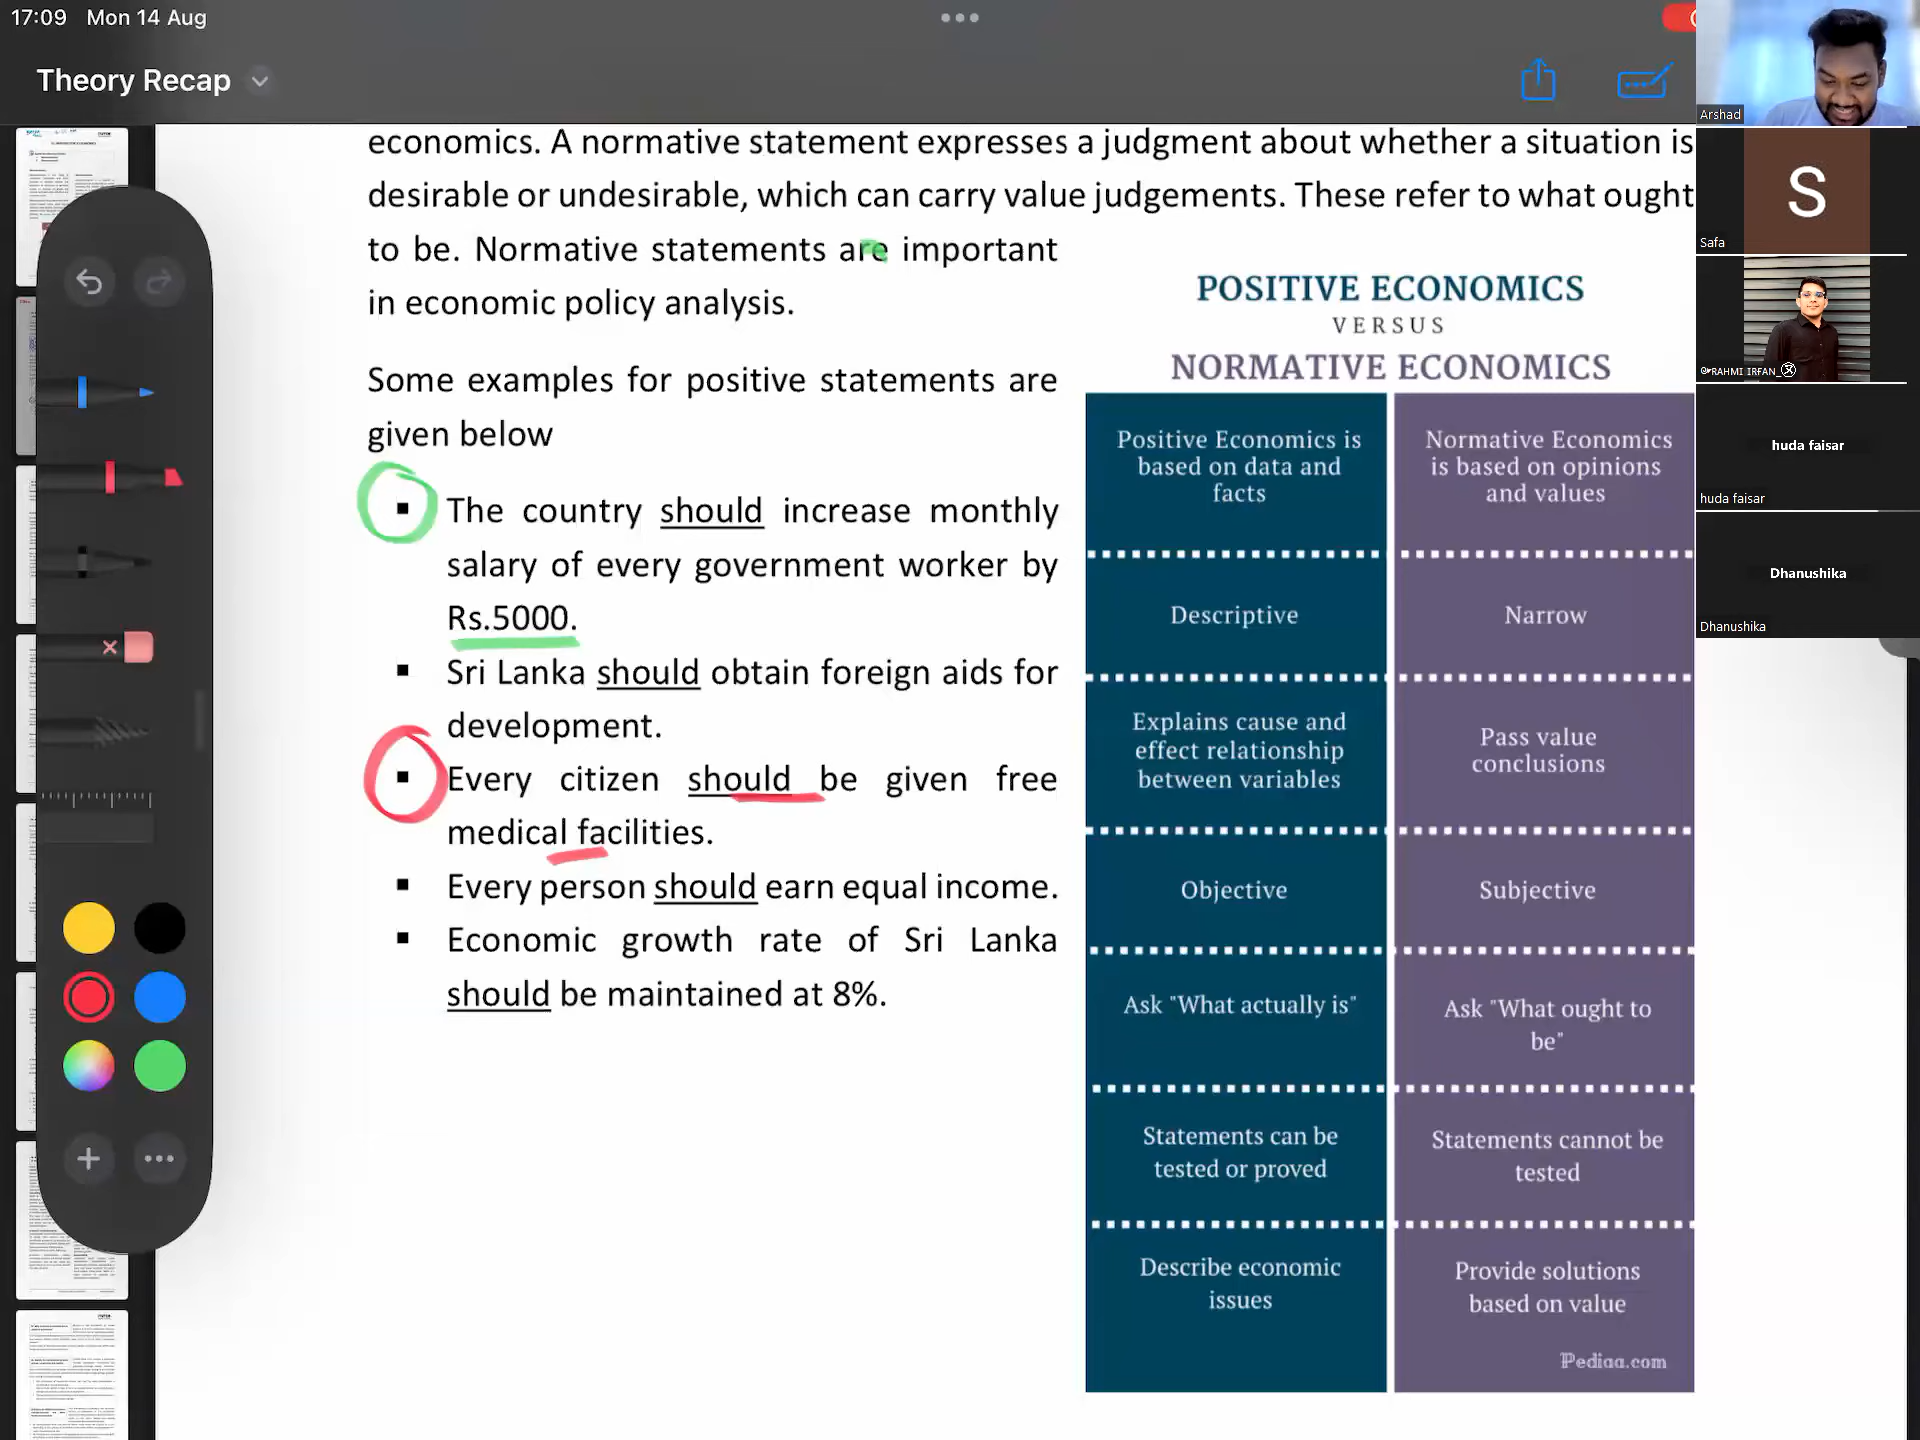 17:09 Mon 14 Aug
Theory Recap
economics. A normative statement expresses a judgment about whether a situation is
desirable or undesirable, which can carry value judgements. These refer to what ought
to be. Normative statements are important
in economic policy analysis.
Some examples for positive statements are
given below
▪ The country should increase monthly
salary of every government worker by
Rs.5000.
▪ Sri Lanka should obtain foreign aids for
development.
▪ Every citizen should be given free
medical facilities.
▪ Every person should earn equal income.
▪ Economic growth rate of Sri Lanka
should be maintained at 8%.
POSITIVE ECONOMICS
VERSUS
NORMATIVE ECONOMICS
Positive Economics is
based on data and
facts
Normative Economics
is based on opinions
and values
Descriptive
Narrow
Explains cause and
effect relationship
between variables
Pass value
conclusions
Objective
Subjective
Ask "What actually is"
Ask "What ought to
be"
Statements can be
tested or proved
Statements cannot be
tested
Describe economic
issues
Provide solutions
based on value
Pediaa.com
Arshad
S
Safa
RAHMI IRFAN_
huda faisar
huda faisar
Dhanushika
Dhanushika